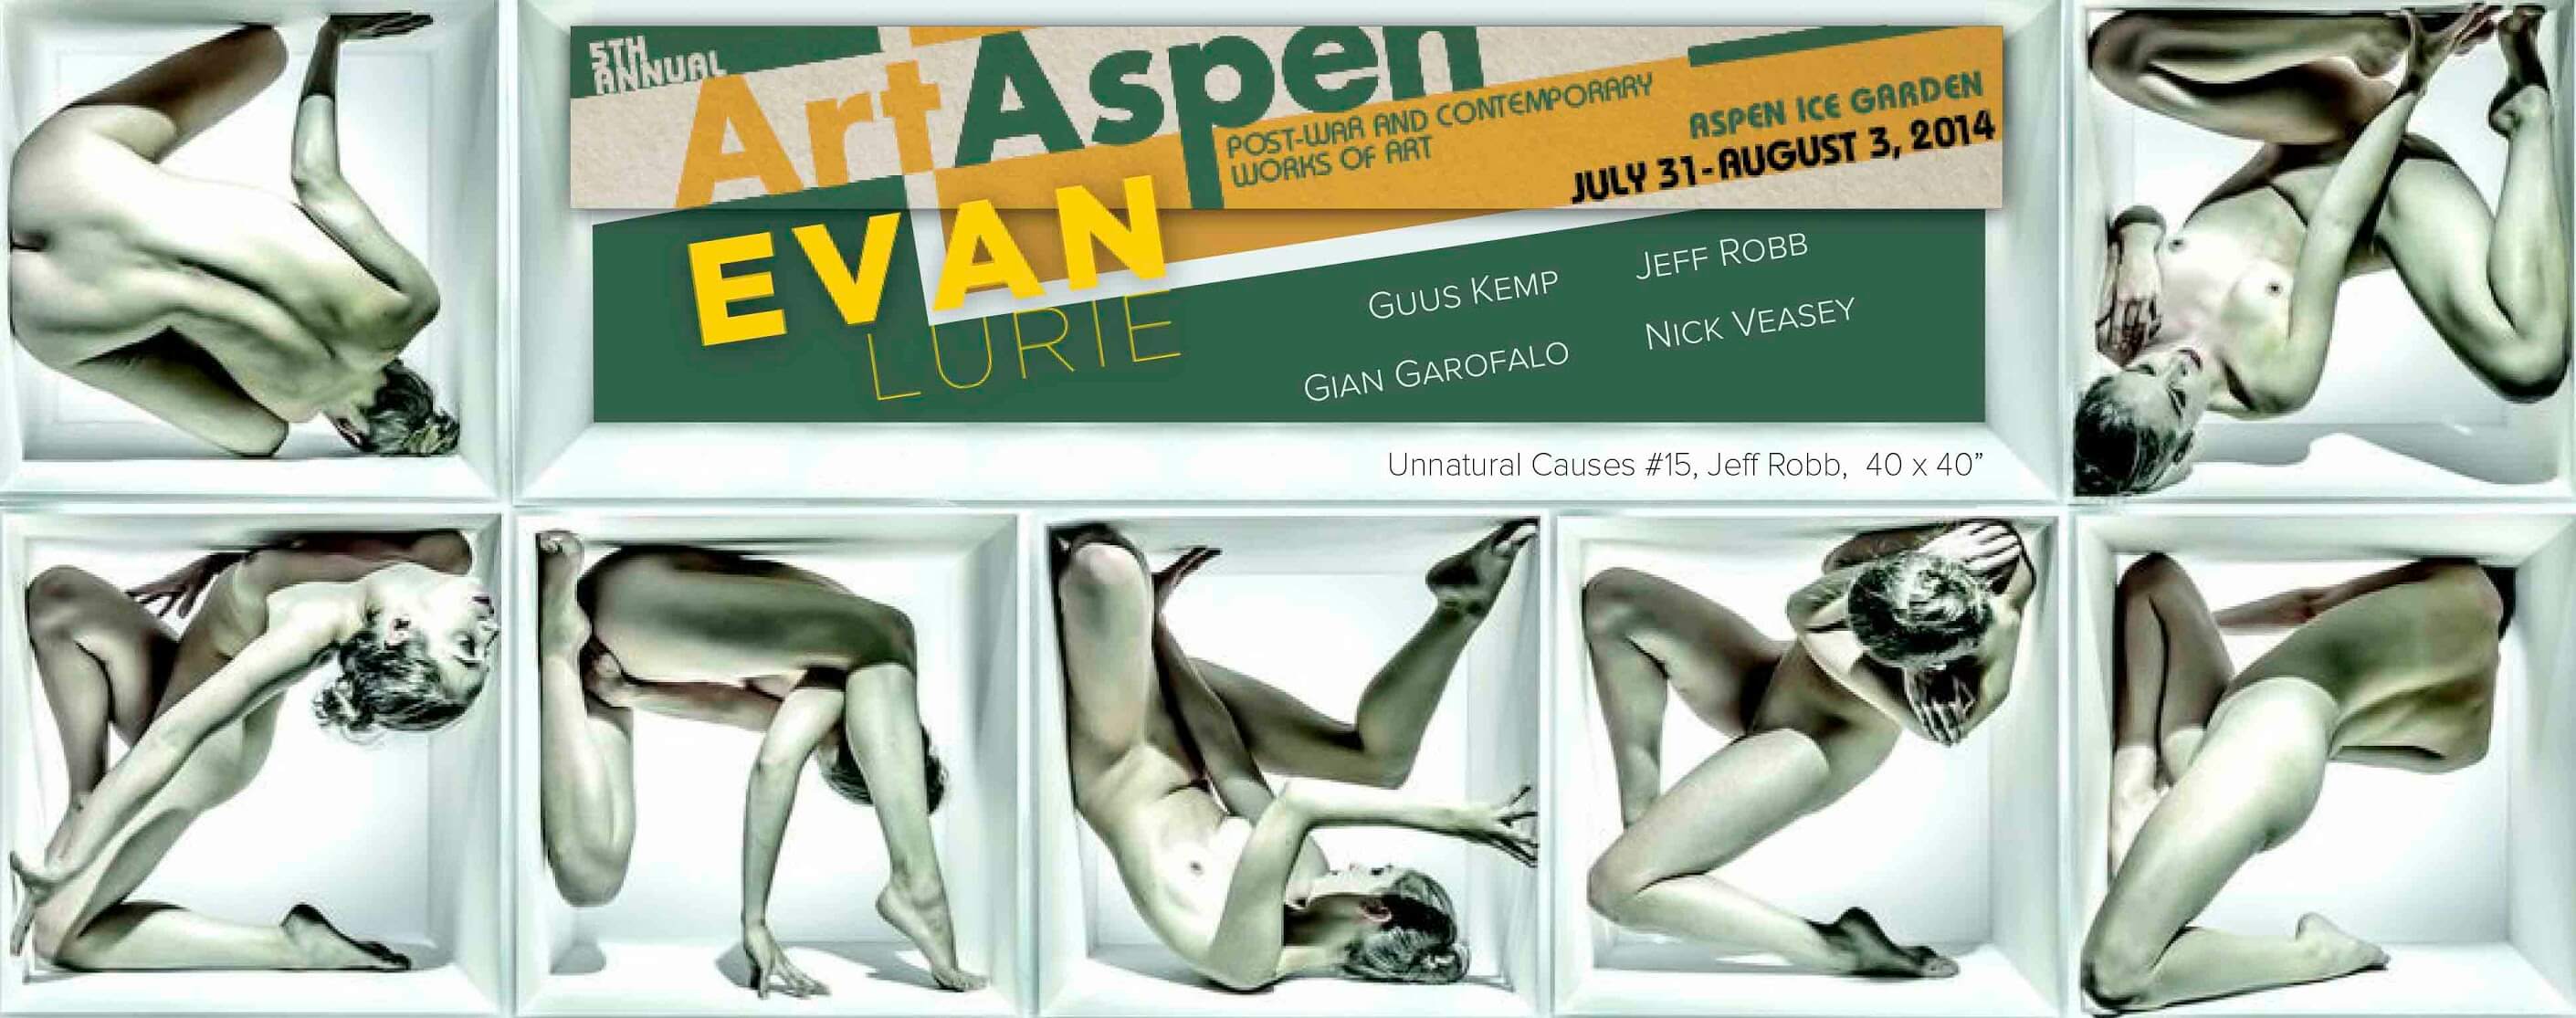 5TH
ANNUAL
ArtAspen
POST-WAR AND CONTEMPORARY
WORKS OF ART
ASPEN ICE GARDEN
JULY 31-AUGUST 3, 2014
EVAN
LURIE
GUUS KEMP
JEFF ROBB
GIAN GAROFALO
NICK VEASEY
Unnatural Causes #15, Jeff Robb, 40 x 40”